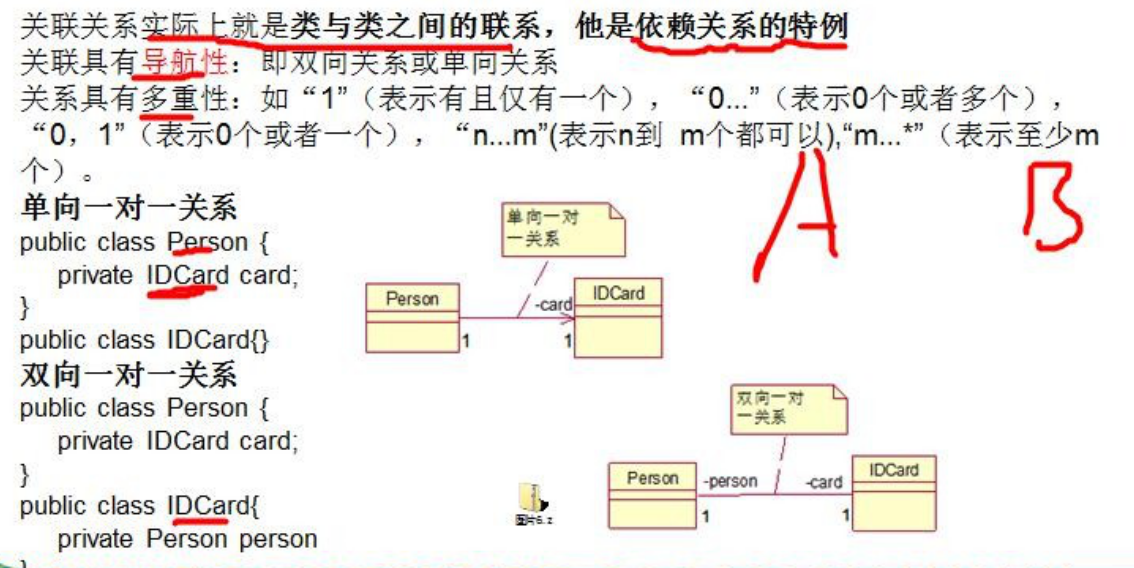 关联关系实际上就是类与类之间的联系，他是依赖关系的特例
关联具有导航性：即双向关系或单向关系
关系具有多重性：如“1”（表示有且仅有一个），“0...”（表示0个或者多个），
“0，1”（表示0个或者一个），“n...m”(表示n到 m个都可以),“m...*”（表示至少m
个）。
A
B
单向一对一关系
public class Person {
private IDCard card;
}
public class IDCard{}
单向一对
一关系
Person
-card
IDCard
1
1
双向一对一关系
public class Person {
private IDCard card;
}
public class IDCard{
private Person person
}
双向一对
一关系
Person
-person
-card
IDCard
1
1
图片6.z